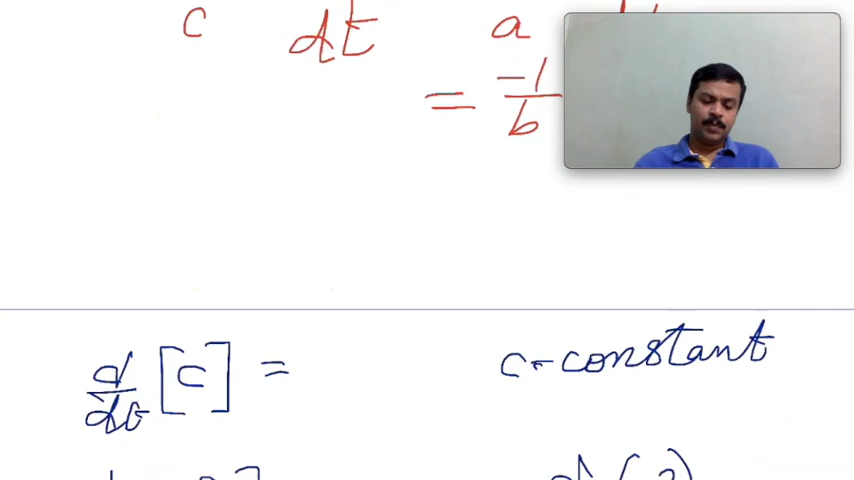 c dt a
= -1/b
d/dt [c] = c - constant